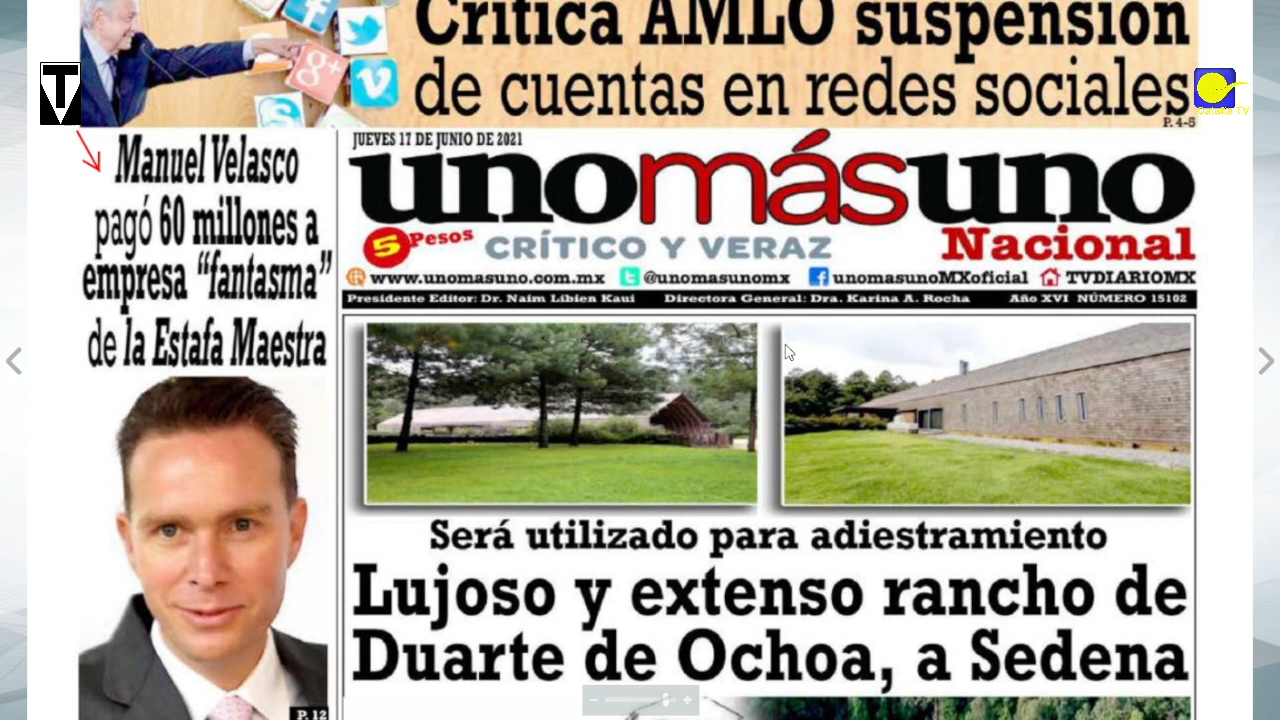 Crítica AMLO suspensión
de cuentas en redes sociales
P. 4-5
TV
Manuel Velasco
pagó 60 millones a
empresa “fantasma”
de la Estafa Maestra
P. 12
JUEVES 17 DE JUNIO DE 2021
unomásuno
5 Pesos
CRÍTICO Y VERAZ
Nacional
www.unomasuno.com.mx @unomasunomx unomasunoMXoficial TVDIARIOMX
Presidente Editor: Dr. Naim Libien Kaui Directora General: Dra. Karina A. Rocha Año XVI NÚMERO 15102
Será utilizado para adiestramiento
Lujoso y extenso rancho de
Duarte de Ochoa, a Sedena